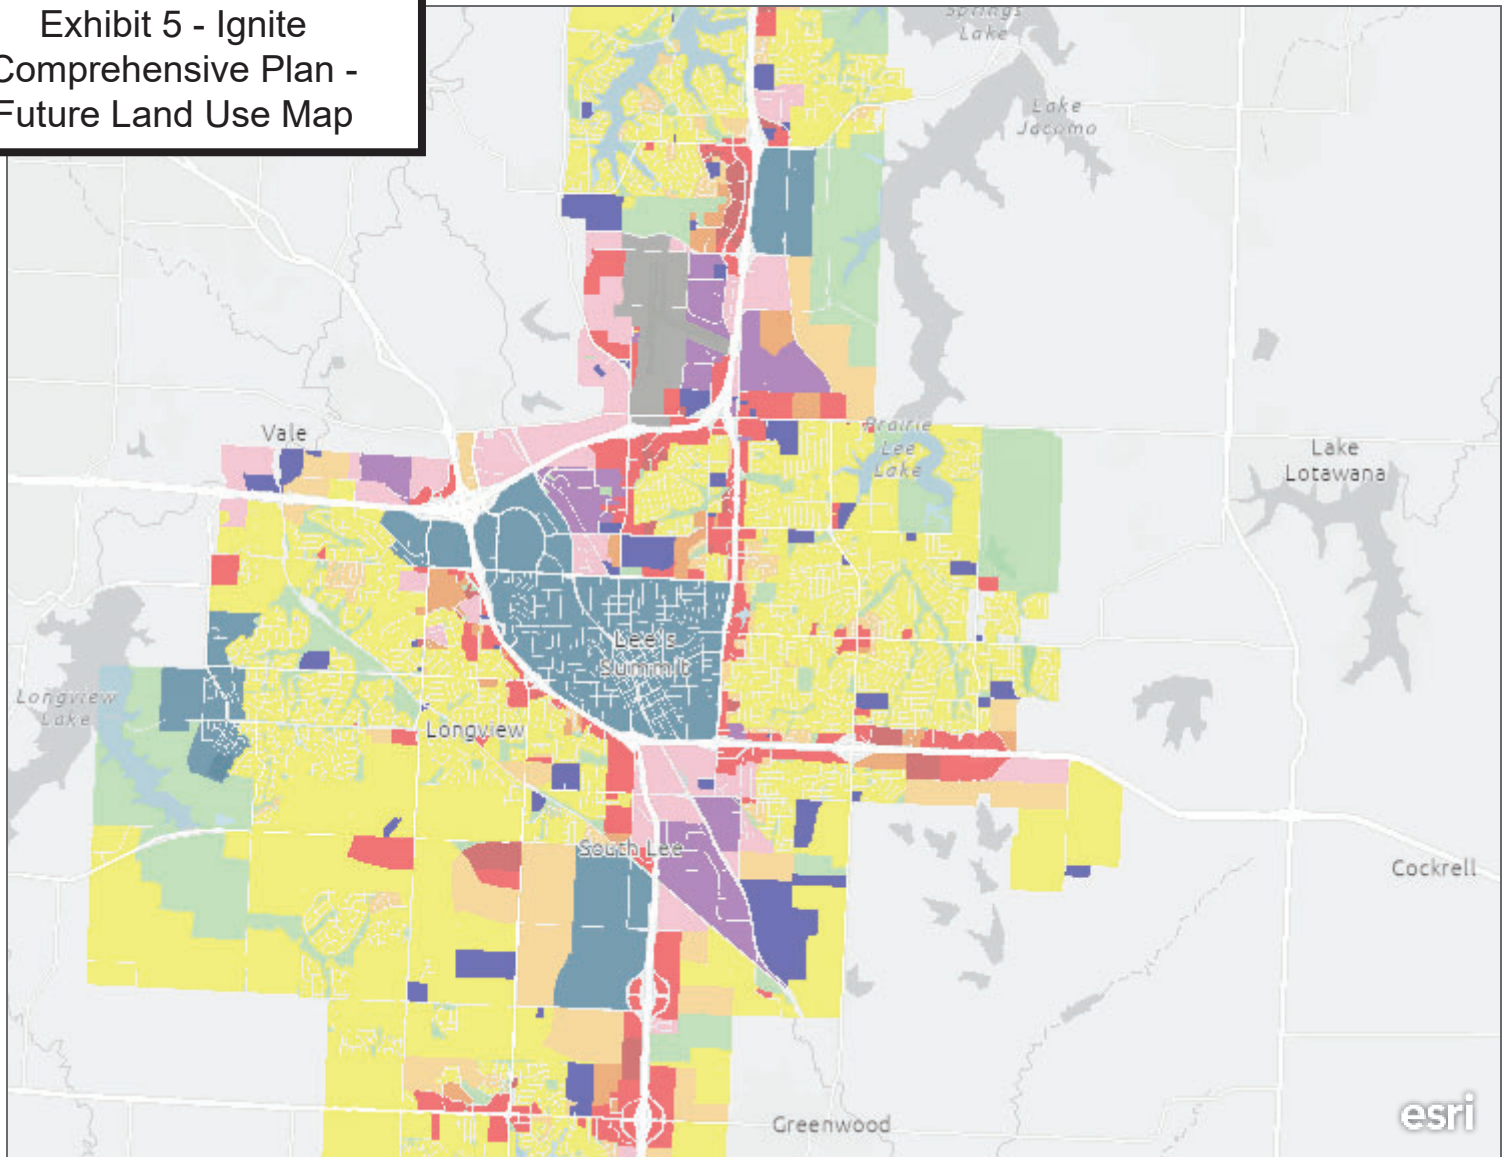 Exhibit 5 - Ignite
Comprehensive Plan -
Future Land Use Map
Springs
Lake
Lake
Jacomo
Vale
Prairie
Lee
Lake
Lake
Lotawana
Lee's
Summit
Longview
Lake
Longview
South Lee
Cockrell
Greenwood
esri